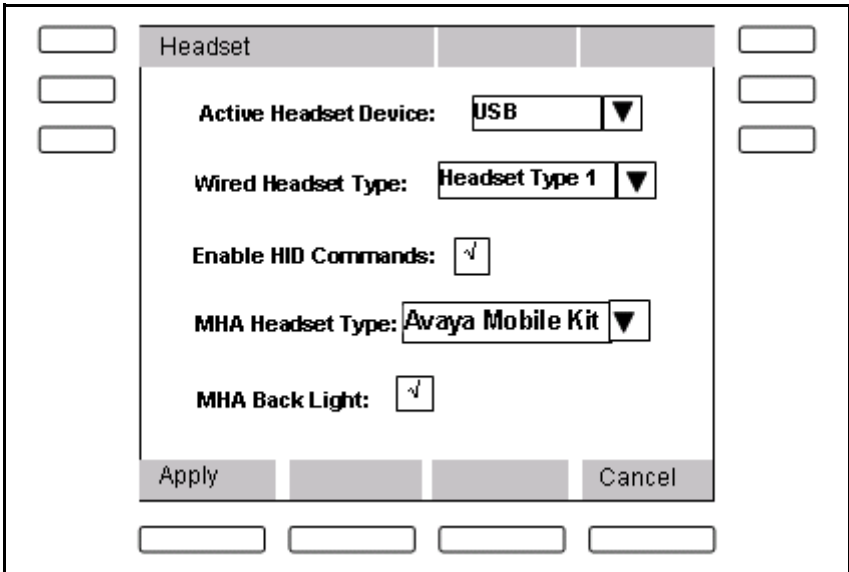 Headset
Active Headset Device: USB
Wired Headset Type: Headset Type 1
Enable HID Commands: √
MHA Headset Type: Avaya Mobile Kit
MHA Back Light: √
Apply Cancel